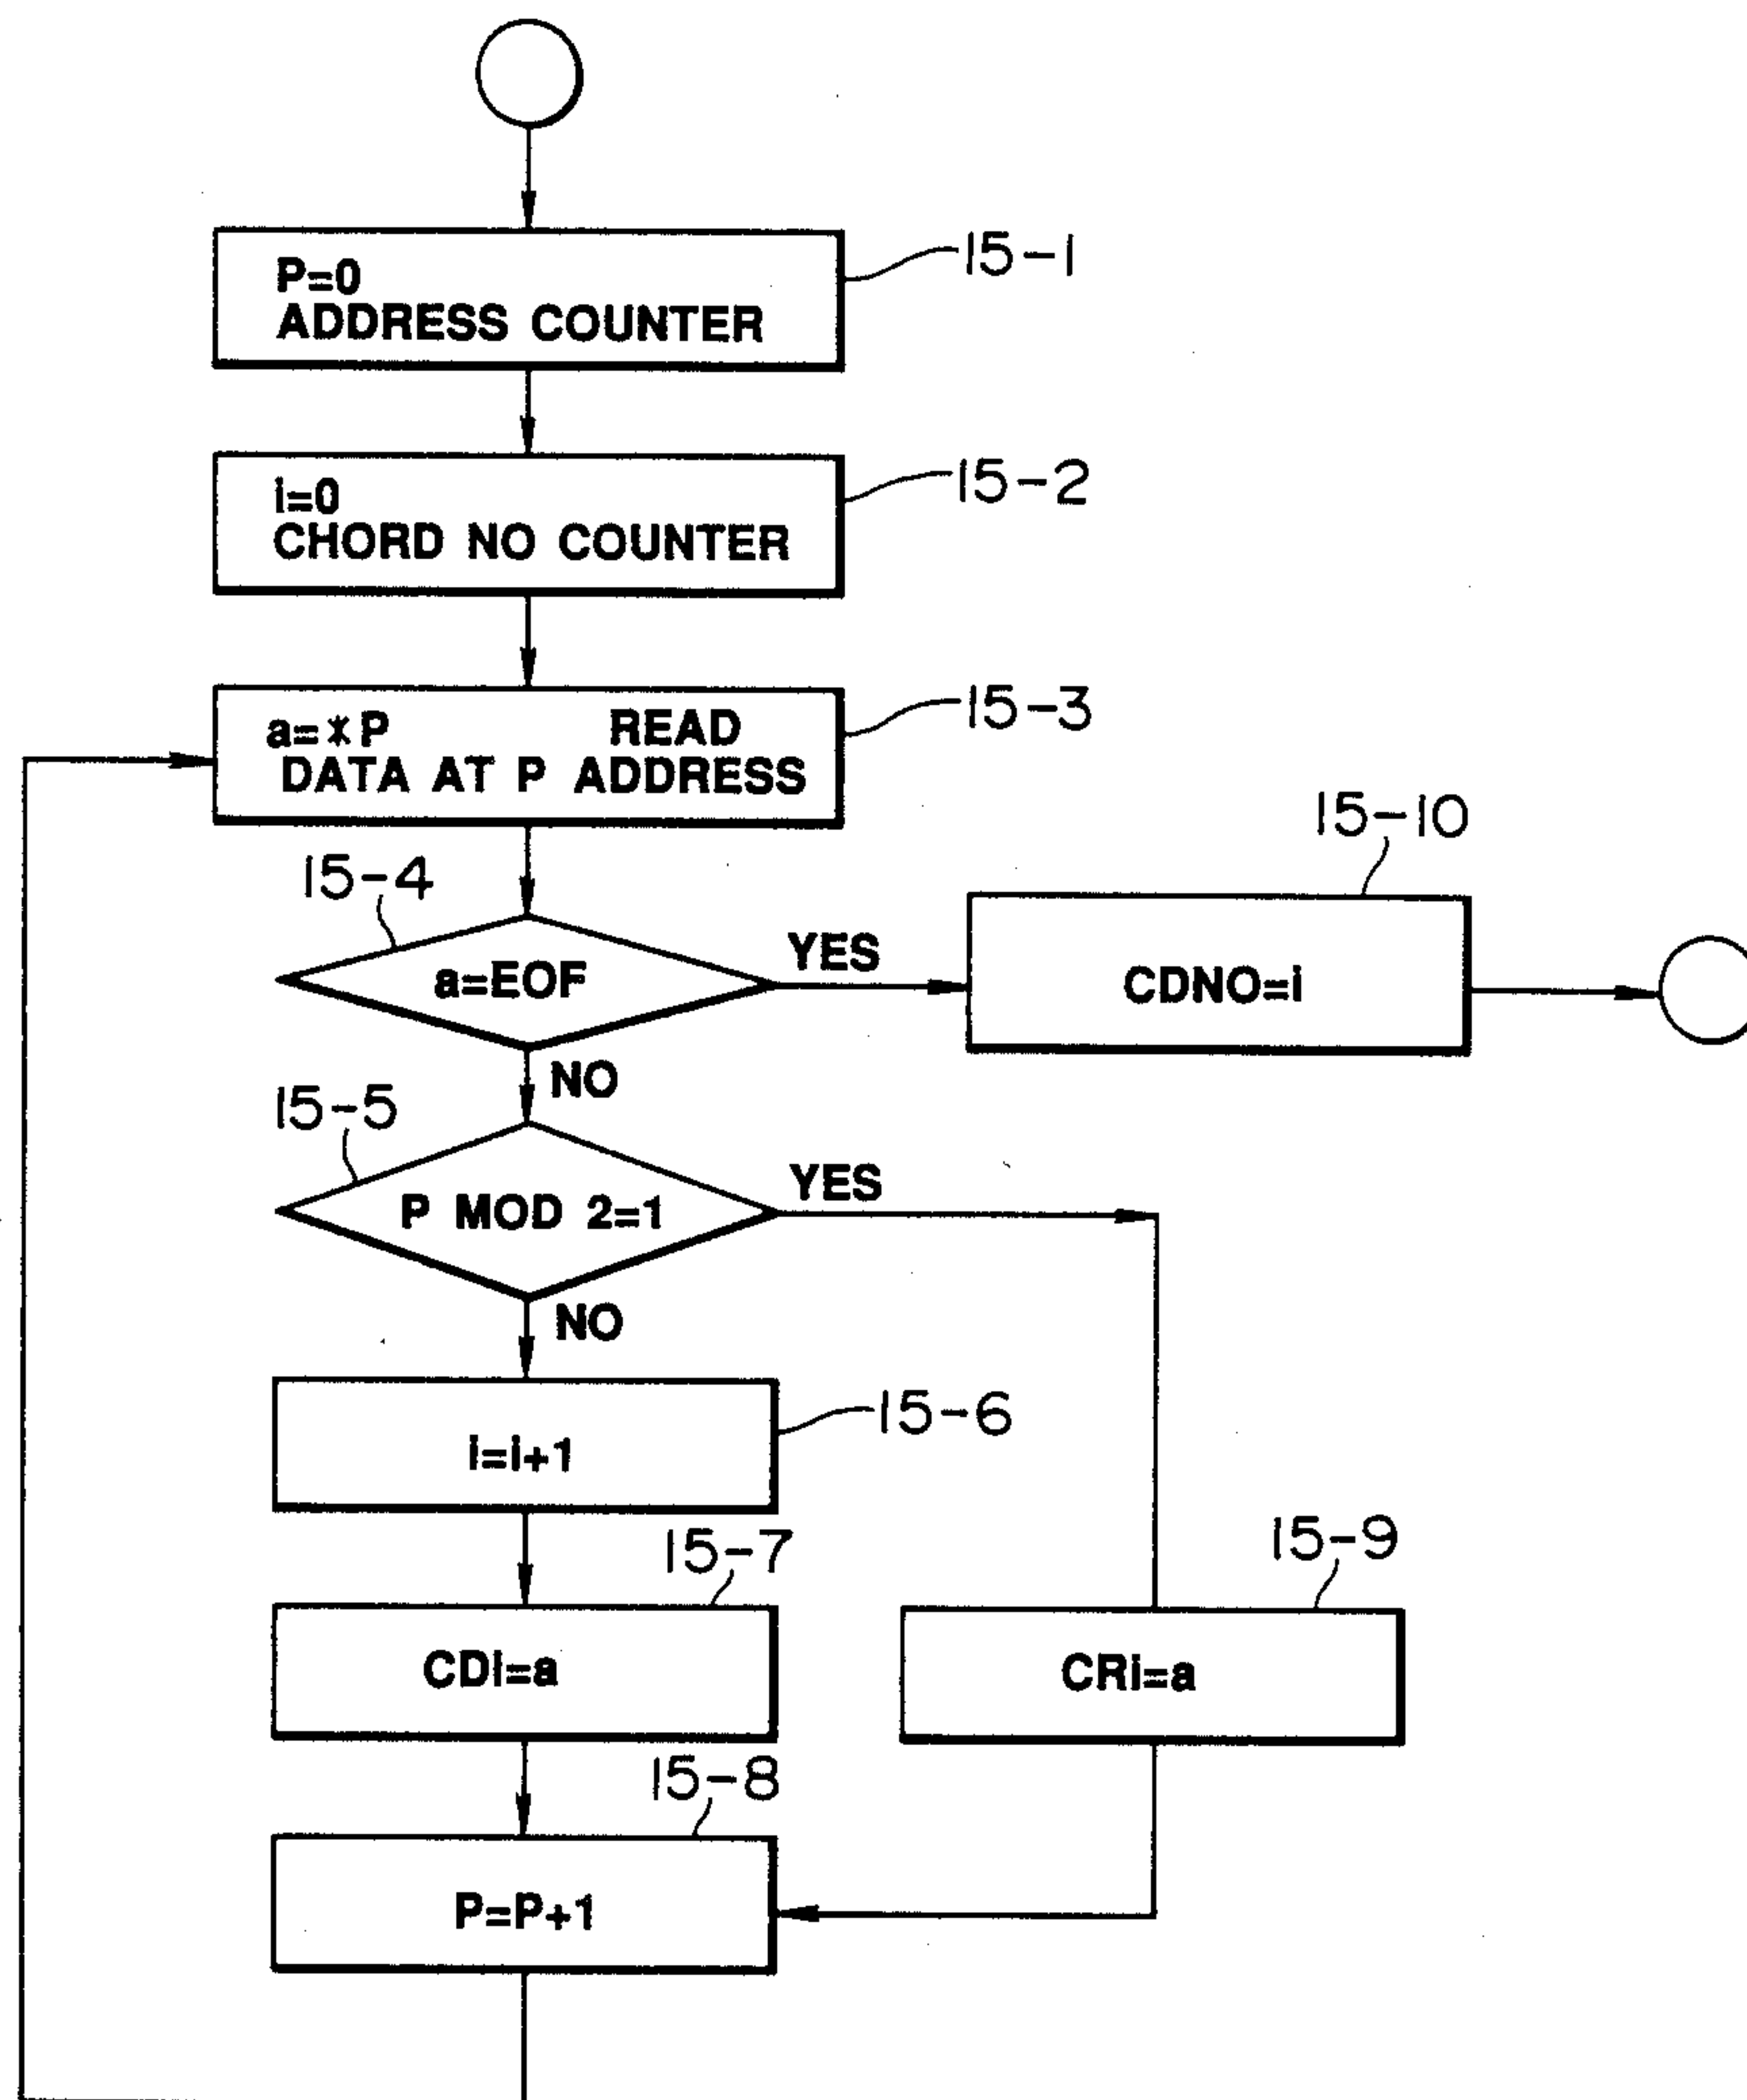 P=0
ADDRESS COUNTER
15-1
i=0
CHORD NO COUNTER
15-2
a=*P READ
DATA AT P ADDRESS
15-3
15-4
a=EOF
YES
NO
15-10
CDNO=i
15-5
P MOD 2=1
YES
NO
15-6
i=i+1
15-7
CDi=a
15-9
CRi=a
15-8
P=P+1